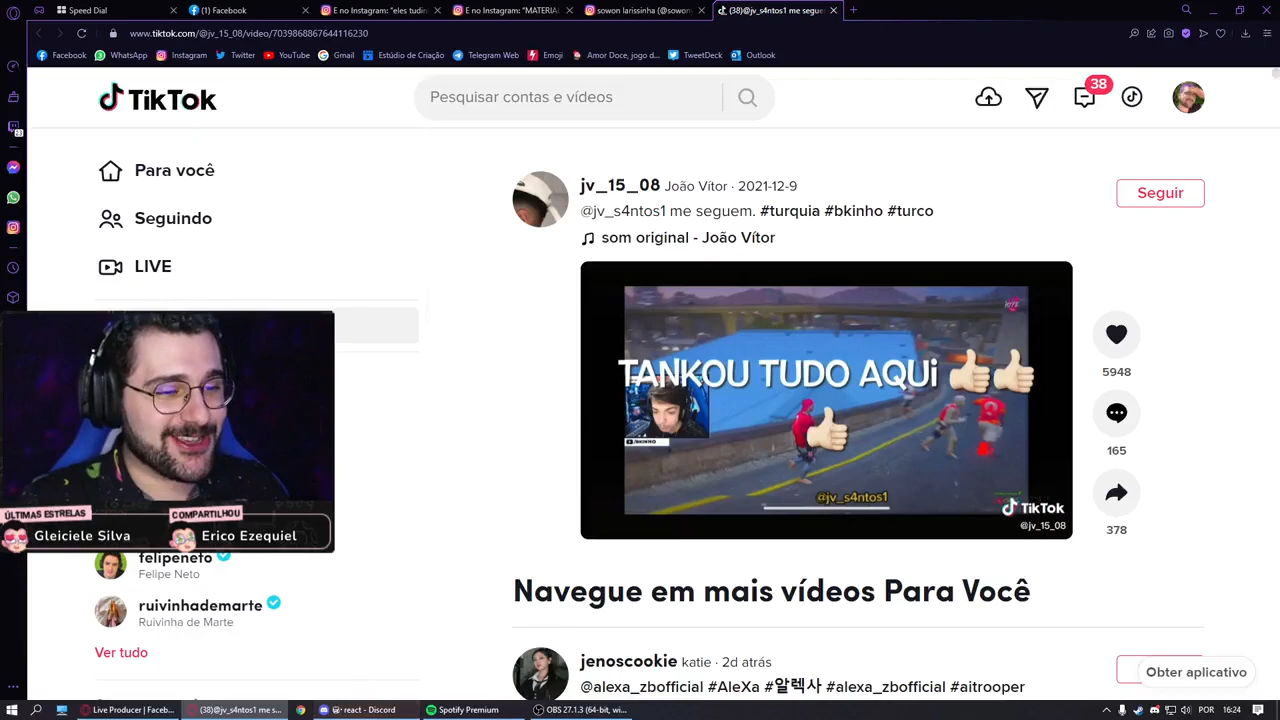 Speed Dial
(1) Facebook
E no Instagram: "eles tudin
E no Instagram: "MATERIAL
sowon larissinha (@sowon
(38)@jv_s4ntos1 me segue
www.tiktok.com/@jv_15_08/video/7039868867644116230
Facebook
WhatsApp
Instagram
Twitter
YouTube
Gmail
Estúdio de Criação
Telegram Web
Emoji
Amor Doce, jogo d...
TweetDeck
Outlook
TikTok
Pesquisar contas e vídeos
38
Para você
Seguindo
LIVE
jv_15_08 João Vítor · 2021-12-9
Seguir
@jv_s4ntos1 me seguem. #turquia #bkinho #turco
som original - João Vítor
TANKOU TUDO AQUi 👍🏻👍🏻
👍🏻
/BKINHO
@jv_s4ntos1
TikTok
@jv_15_08
5948
165
378
ÚLTIMAS ESTRELAS
COMPARTILHOU
Gleiciele Silva
Erico Ezequiel
felipeneto
Felipe Neto
ruivinhademarte
Ruivinha de Marte
Ver tudo
Navegue em mais vídeos Para Você
jenoscookie katie · 2d atrás
@alexa_zbofficial #AleXa #알렉사 #alexa_zbofficial #aitrooper
Obter aplicativo
Live Producer | Faceb...
(38)@jv_s4ntos1 me s...
react - Discord
Spotify Premium
OBS 27.1.3 (64-bit, wi...
POR
16:24